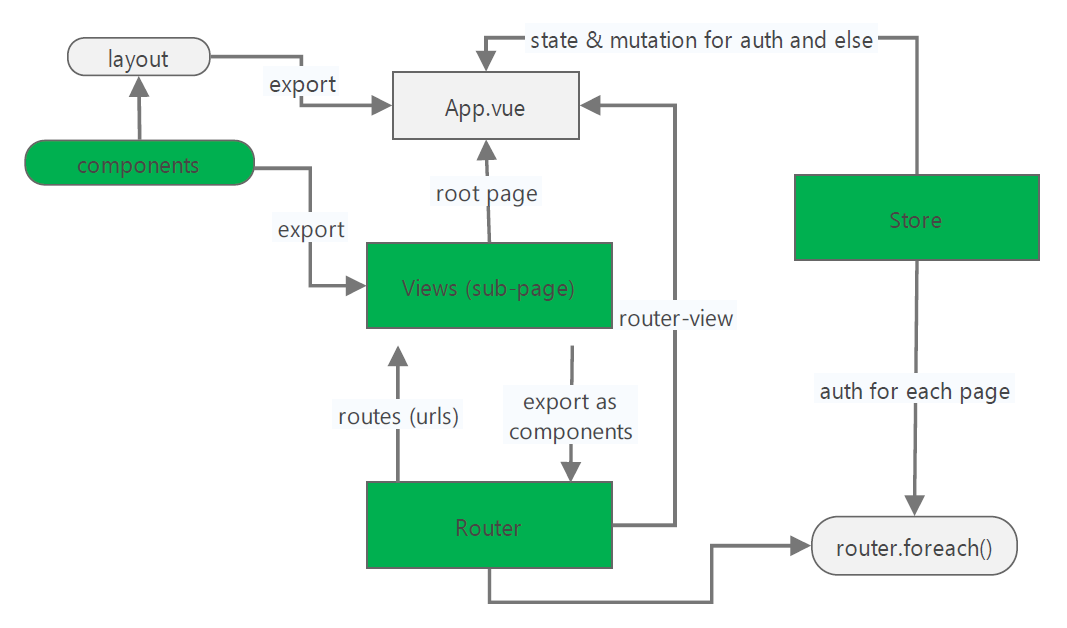 state & mutation for auth and else
layout
export
App.vue
components
root page
export
Store
Views (sub-page)
router-view
auth for each page
routes (urls)
export as
components
Router
router.foreach()